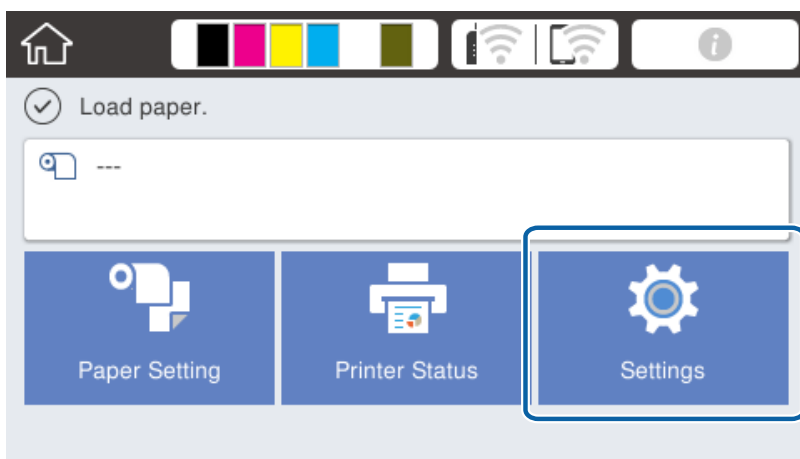 i
Load paper.
---
Paper Setting
Printer Status
Settings